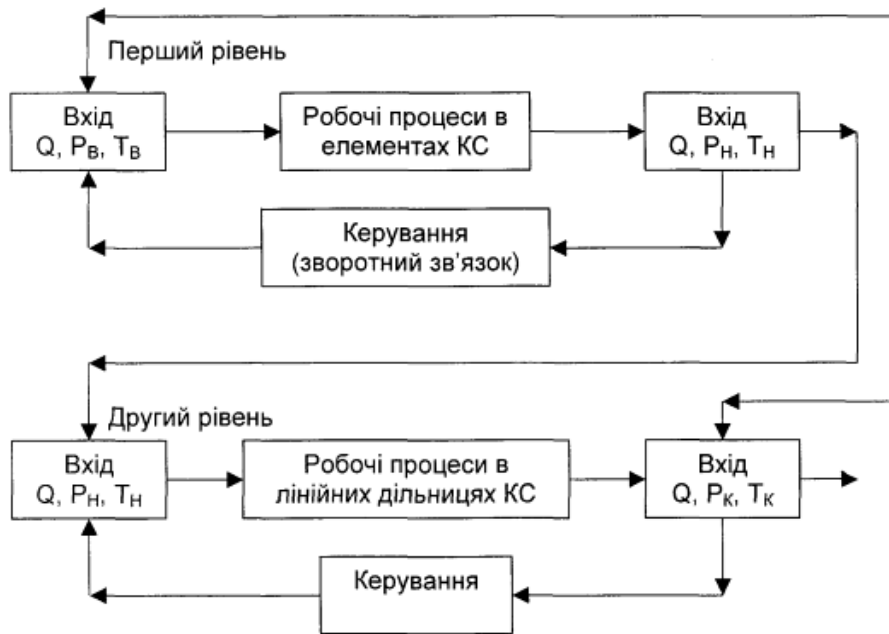 Перший рівень
Вхід
Q, PВ, TВ
Робочі процеси в
елементах КС
Вхід
Q, PН, TН
Керування
(зворотний зв'язок)
Другий рівень
Вхід
Q, PН, TН
Робочі процеси в
лінійних дільницях КС
Вхід
Q, PК, TК
Керування